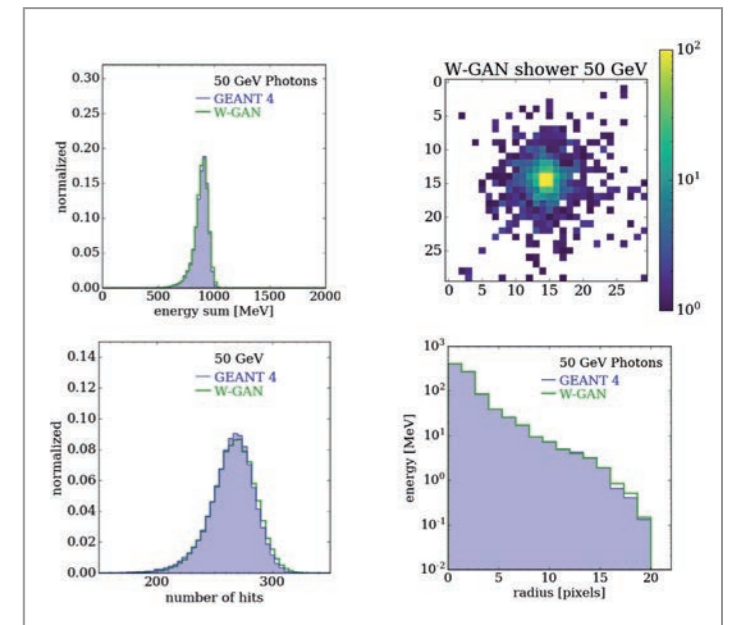 0.30
0.25
0.20
0.15
0.10
0.05
0.00
normalized
50 GeV Photons
GEANT 4
W-GAN
0 500 1000 1500 2000
energy sum [MeV]
W-GAN shower 50 GeV
0
5
10
15
20
25
0 5 10 15 20 25
10²
10¹
10⁰
0.14
0.12
0.10
0.08
0.06
0.04
0.02
0.00
normalized
50 GeV
GEANT 4
W-GAN
200 300
number of hits
10³
10²
10¹
10⁰
10⁻¹
10⁻²
energy [MeV]
50 GeV Photons
GEANT 4
W-GAN
0 5 10 15 20
radius [pixels]